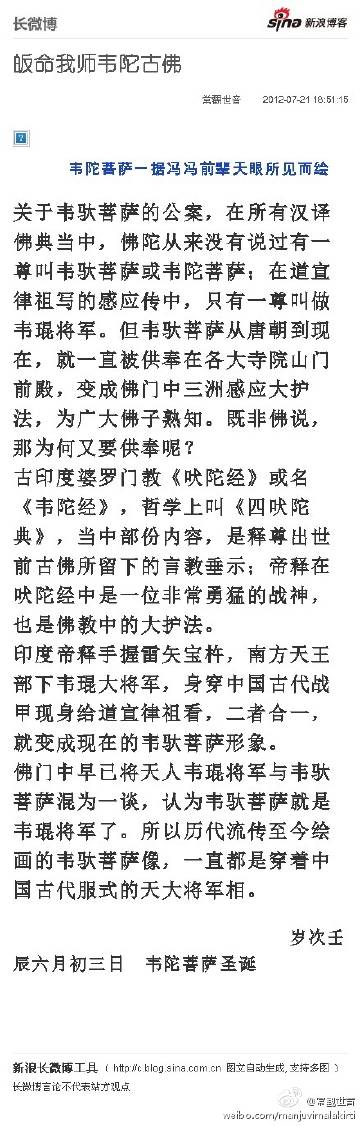 长微博
sina 新浪博客
皈命我师韦陀古佛
常翻世音 2012-07-21 18:51:15
?
韦陀菩萨一据冯冯前辈天眼所见而绘
关于韦驮菩萨的公案，在所有汉译
佛典当中，佛陀从来没有说过有一
尊叫韦驮菩萨或韦陀菩萨；在道宣
律祖写的感应传中，只有一尊叫做
韦琨将军。但韦驮菩萨从唐朝到现
在，就一直被供奉在各大寺院山门
前殿，变成佛门中三洲感应大护
法，为广大佛子熟知。既非佛说，
那为何又要供奉呢？
古印度婆罗门教《吠陀经》或名
《韦陀经》，哲学上叫《四吠陀
典》，当中部份内容，是释尊出世
前古佛所留下的言教垂示；帝释在
吠陀经中是一位非常勇猛的战神，
也是佛教中的大护法。
印度帝释手握雷矢宝杵，南方天王
部下韦琨大将军，身穿中国古代战
甲现身给道宣律祖看，二者合一，
就变成现在的韦驮菩萨形象。
佛门中早已将天人韦琨将军与韦驮
菩萨混为一谈，认为韦驮菩萨就是
韦琨将军了。所以历代流传至今绘
画的韦驮菩萨像，一直都是穿着中
国古代服式的天大将军相。
岁次壬
辰六月初三日 韦陀菩萨圣诞
新浪长微博工具（ http://c.blog.sina.com.cn 图文自动生成,支持多图 ）
长微博言论不代表站方观点
weibo.com/manjuvimalakirti